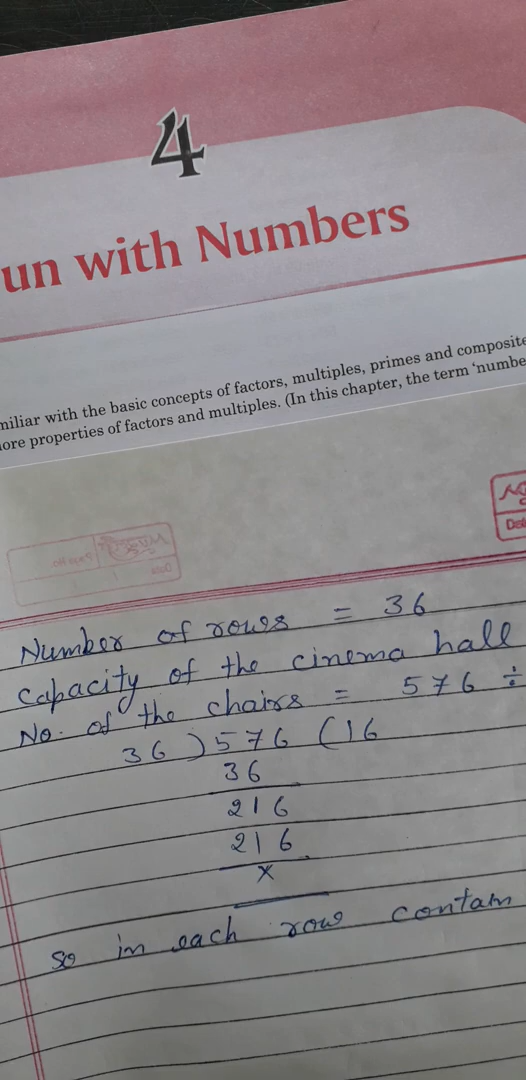 4
un with Numbers
miliar with the basic concepts of factors, multiples, primes and composite
ore properties of factors and multiples. (In this chapter, the term 'numbe
Number of rows = 36
Capacity of the cinema hall
No. of the chairs = 576 ÷
36 ) 576 ( 16
36
216
216
x
so in each row contain